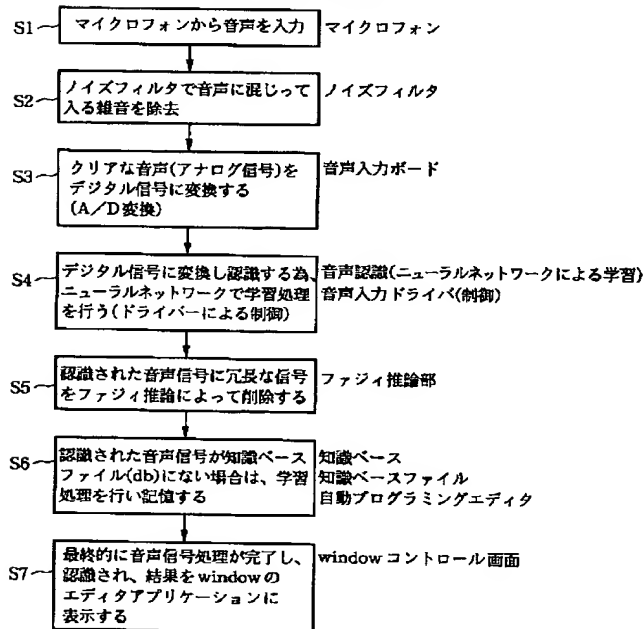 S1 マイクロフォンから音声を入力 マイクロフォン
S2 ノイズフィルタで音声に混じって ノイズフィルタ
入る雑音を除去
S3 クリアな音声(アナログ信号)を 音声入力ボード
デジタル信号に変換する
(A/D変換)
S4 デジタル信号に変換し認識する為、 音声認識(ニューラルネットワークによる学習)
ニューラルネットワークで学習処理 音声入力ドライバ(制御)
を行う(ドライバーによる制御)
S5 認識された音声信号に冗長な信号 ファジィ推論部
をファジィ推論によって削除する
S6 認識された音声信号が知識ベース 知識ベース
ファイル(db)にない場合は、学習 知識ベースファイル
処理を行い記憶する 自動プログラミングエディタ
S7 最終的に音声信号処理が完了し、 windowコントロール画面
認識され、結果をwindowの
エディタアプリケーションに
表示する